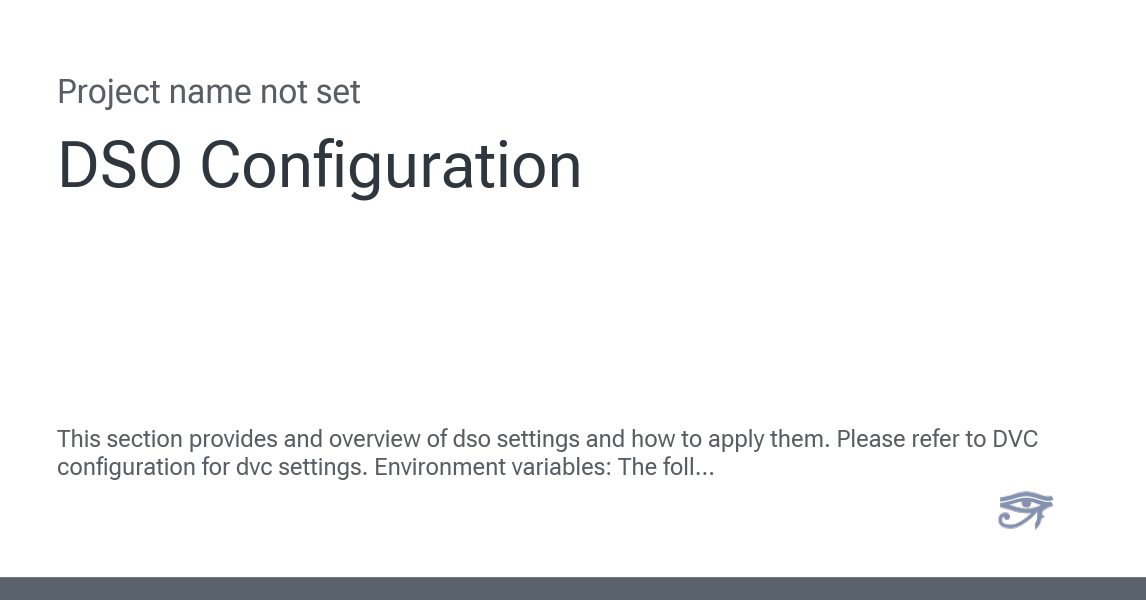 Project name not set
DSO Configuration
This section provides and overview of dso settings and how to apply them. Please refer to DVC
configuration for dvc settings. Environment variables: The foll...